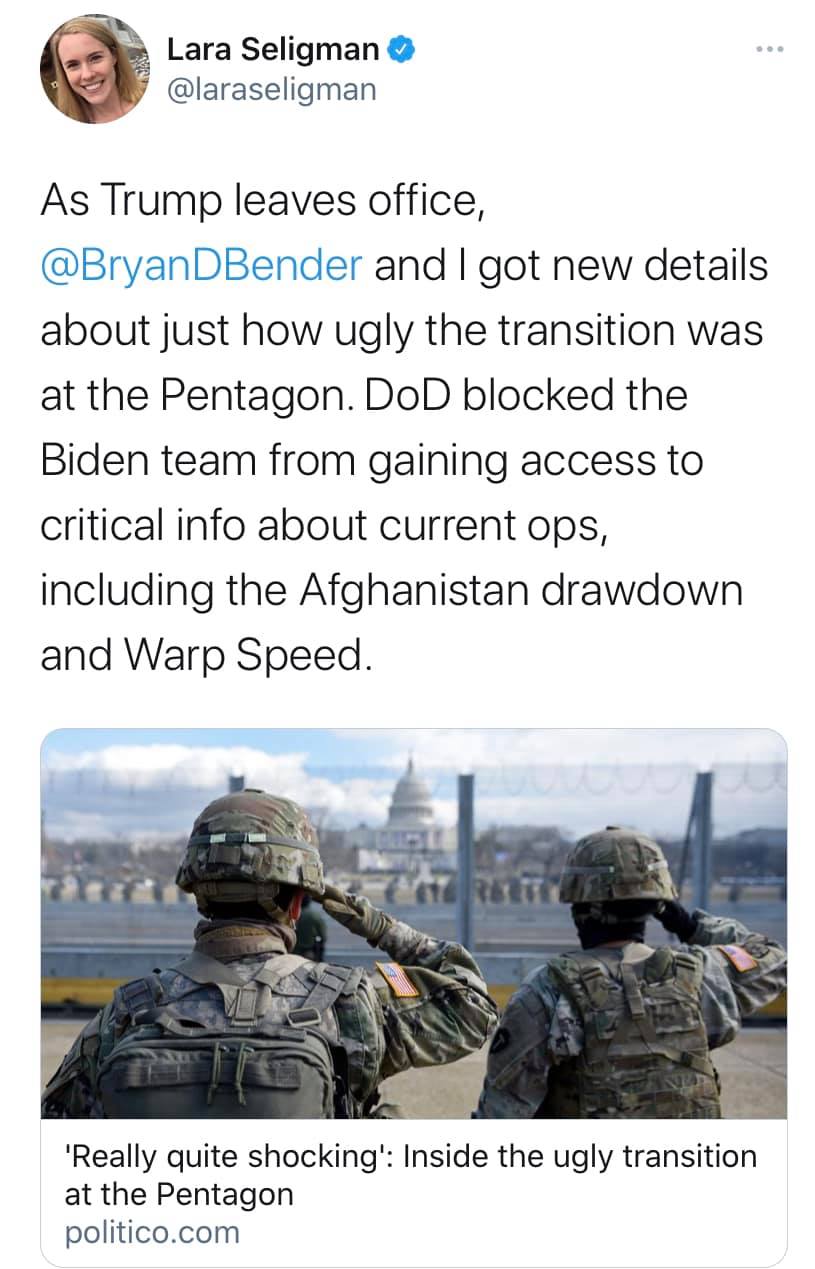 Lara Seligman
@laraseligman
As Trump leaves office,
@BryanDBender and I got new details
about just how ugly the transition was
at the Pentagon. DoD blocked the
Biden team from gaining access to
critical info about current ops,
including the Afghanistan drawdown
and Warp Speed.
'Really quite shocking': Inside the ugly transition
at the Pentagon
politico.com